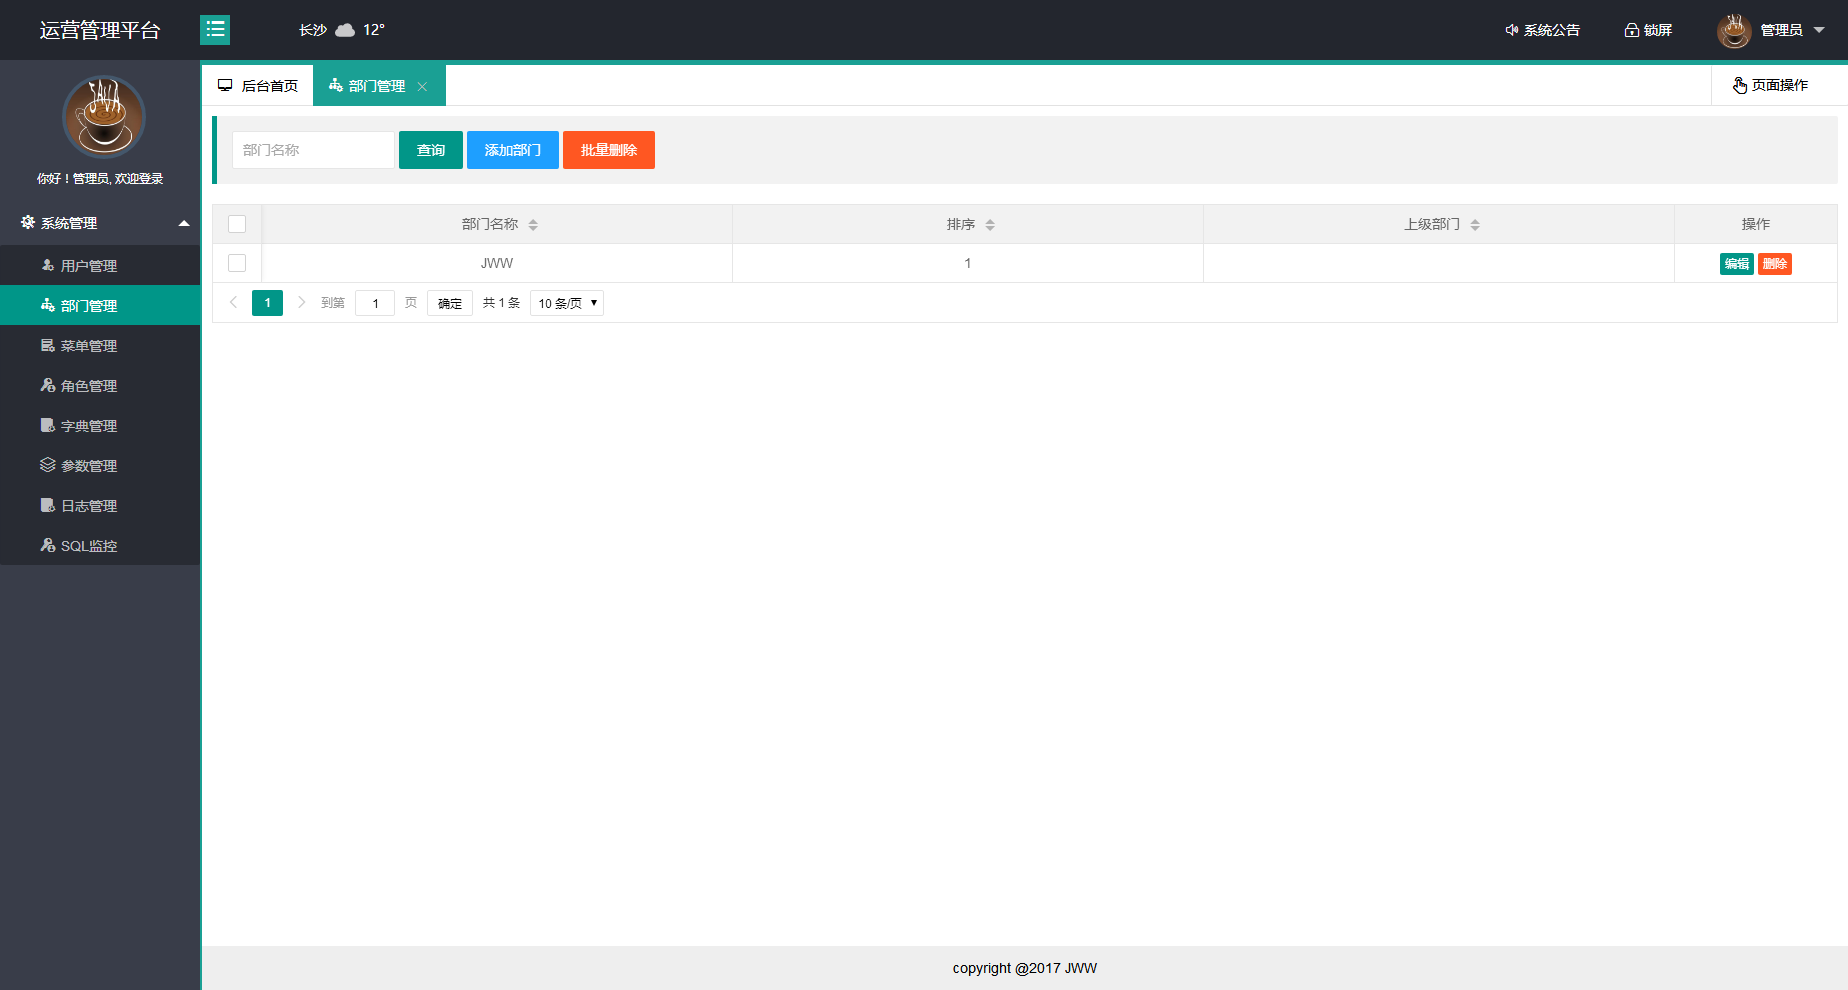 运营管理平台
长沙 12°
系统公告
锁屏
管理员
你好！管理员, 欢迎登录
系统管理
用户管理
部门管理
菜单管理
角色管理
字典管理
参数管理
日志管理
SQL监控
后台首页
部门管理
页面操作
部门名称
查询
添加部门
批量删除
部门名称 排序 上级部门 操作
JWW 1 编辑 删除
1 到第 1 页 确定 共 1 条 10 条/页
copyright @2017 JWW